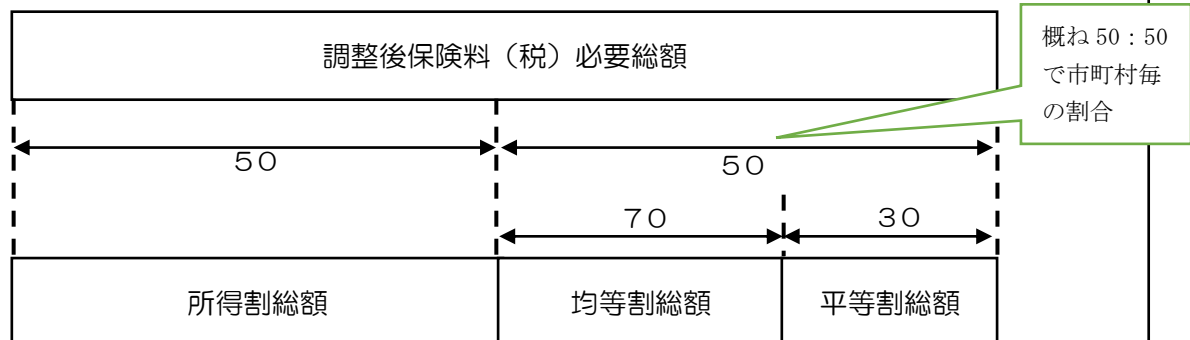 調整後保険料（税）必要総額
概ね 50：50
で市町村毎
の割合
５０
５０
７０
３０
所得割総額
均等割総額
平等割総額